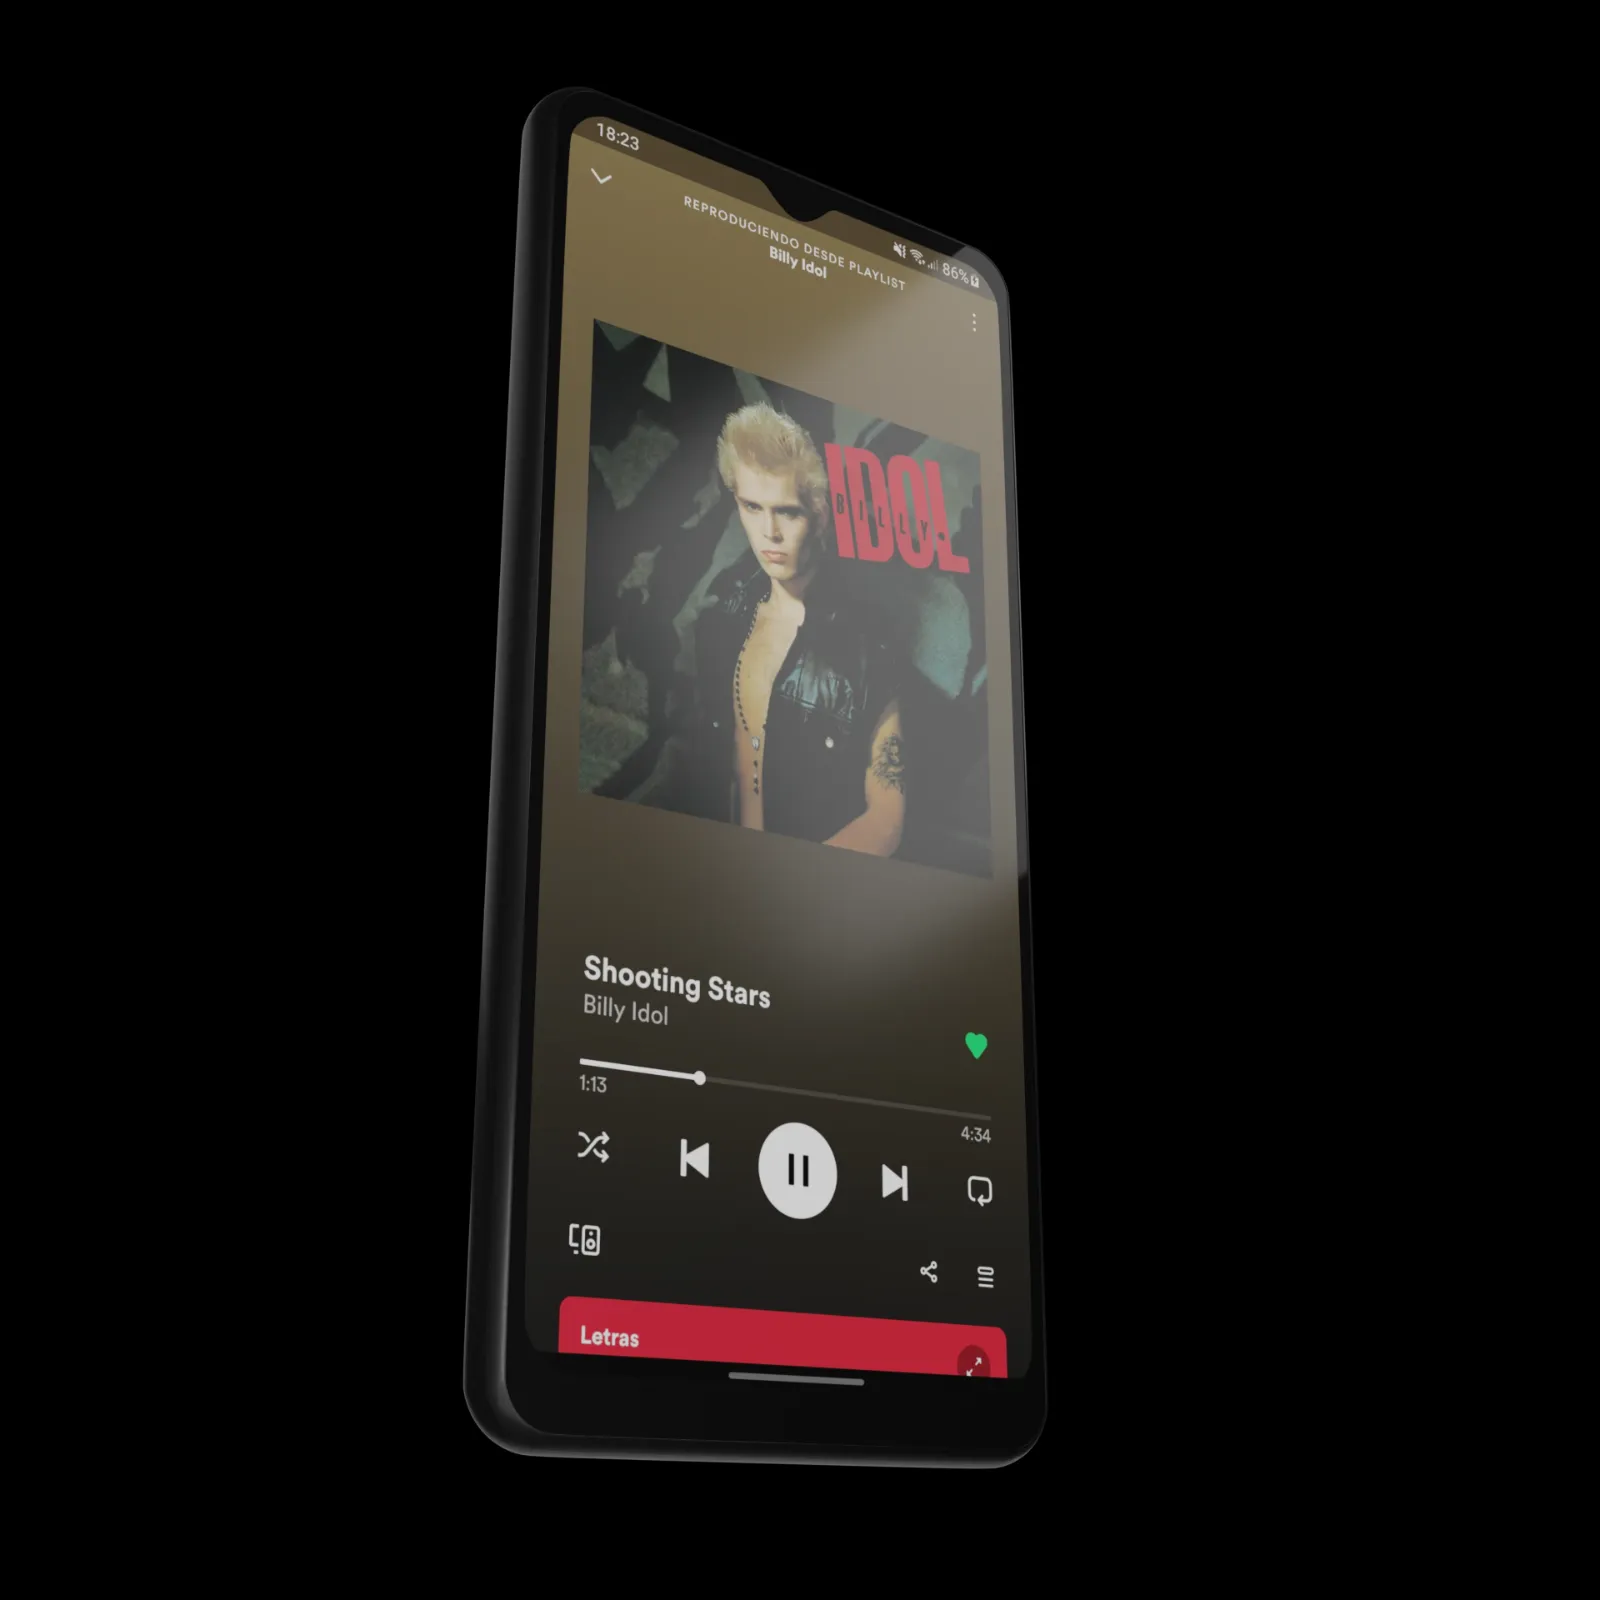 18:23
86%
REPRODUCIENDO DESDE PLAYLIST
Billy Idol
IDOL
BILLY
Shooting Stars
Billy Idol
1:13
4:34
Letras